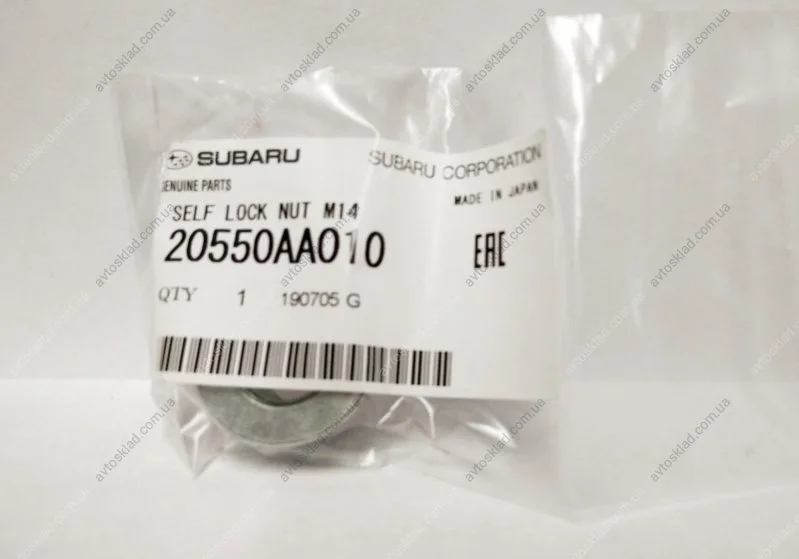 SUBARU
SUBARU CORPORATION
GENUINE PARTS
MADE IN JAPAN
SELF LOCK NUT M14
20550AA010
EAC
QTY 1 190705 G
avtosklad.com.ua